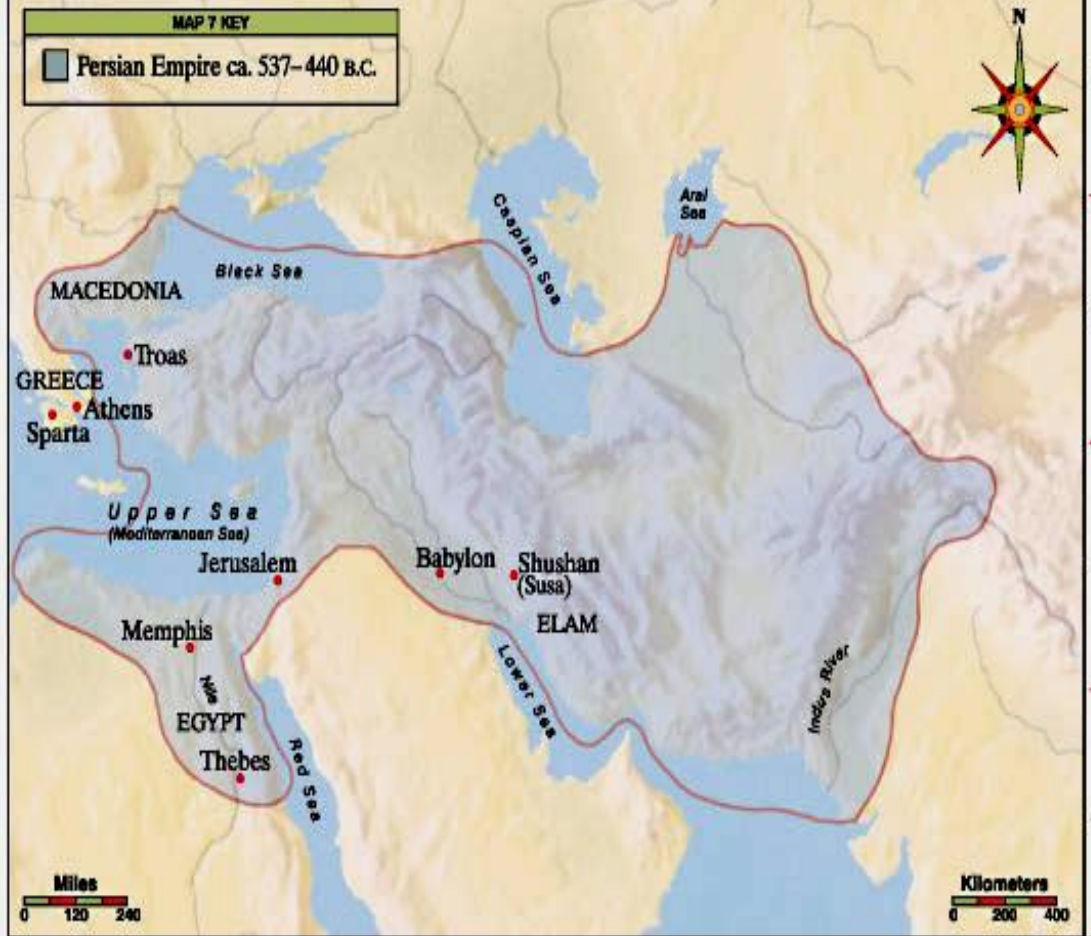 MAP 7 KEY
Persian Empire ca. 537–440 B.C.
N
Caspian Sea
Aral
Sea
Black Sea
MACEDONIA
Troas
GREECE
Athens
Sparta
Upper Sea
(Mediterranean Sea)
Jerusalem
Babylon
Shushan
(Susa)
ELAM
Memphis
Nile
EGYPT
Thebes
Red Sea
Lower Sea
Indus River
Miles
0 120 240
Kilometers
0 200 400